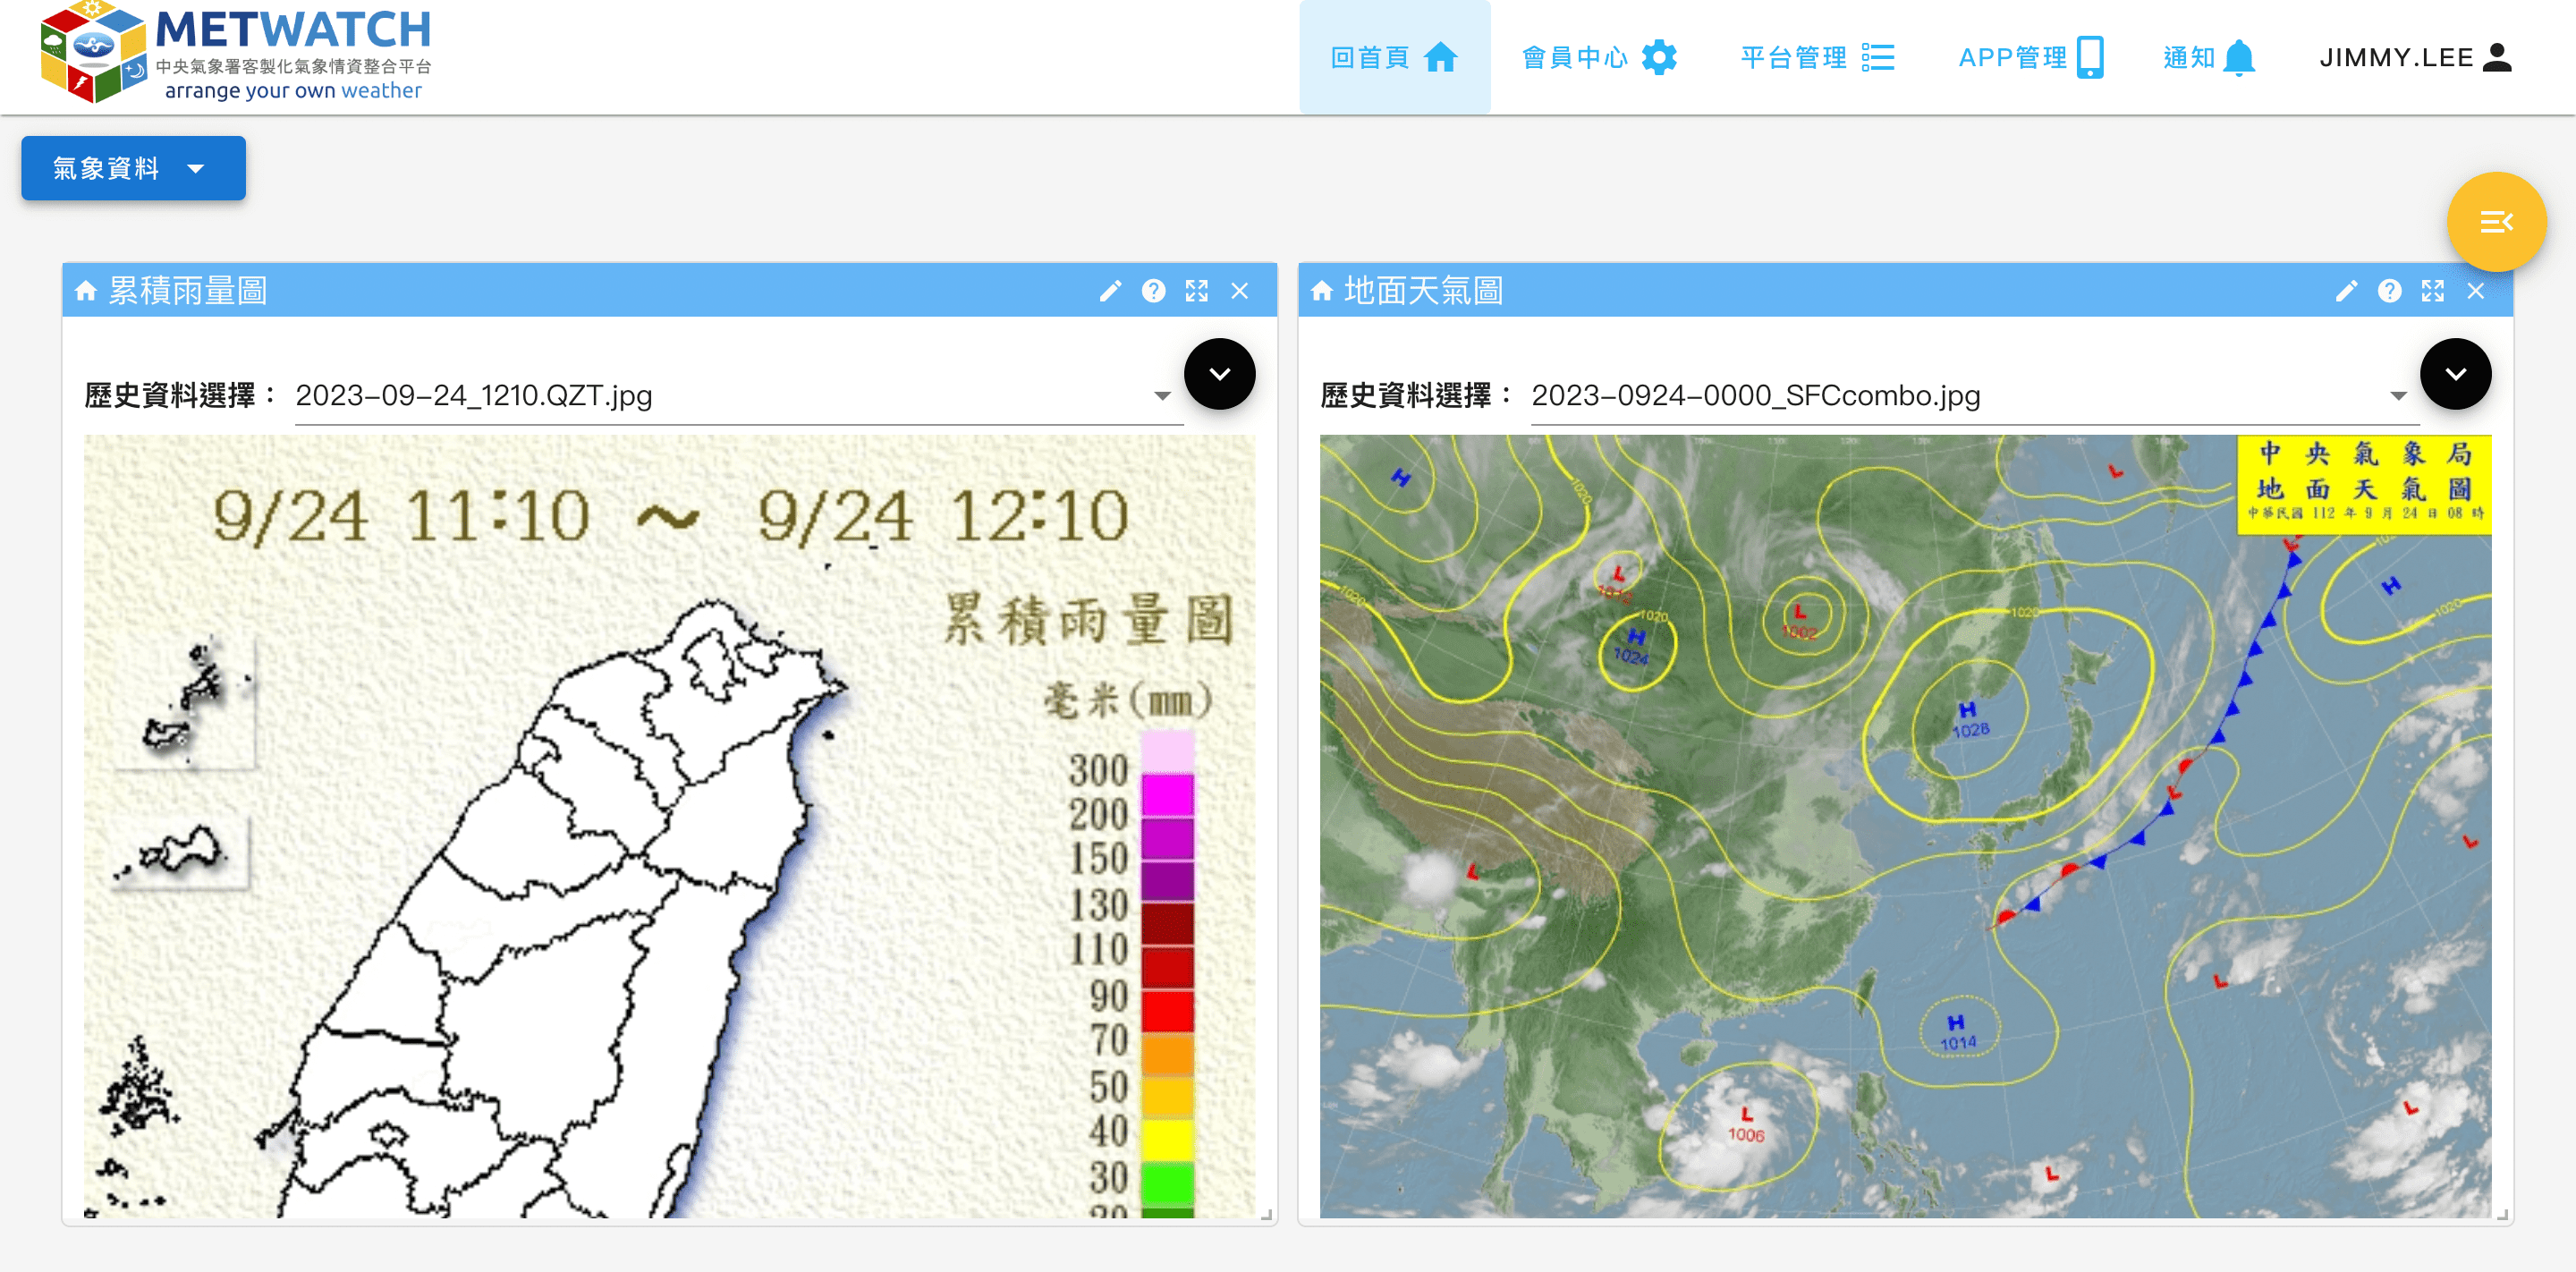 METWATCH
中央氣象署客製化氣象情資整合平台
arrange your own weather
回首頁
會員中心
平台管理
APP管理
通知
JIMMY.LEE
氣象資料
累積雨量圖
歷史資料選擇：
2023-09-24_1210.QZT.jpg
9/24 11:10 ~ 9/24 12:10
累積雨量圖
毫米(mm)
300
200
150
130
110
90
70
50
40
30
20
地面天氣圖
歷史資料選擇：
2023-0924-0000_SFCcombo.jpg
中央氣象局
地面天氣圖
中華民國 112 年 9 月 24 日 08 時
H
L
1020
L
1012
H
1020
1020
H
1024
L
1002
1020
1020
H
1028
L
L
L
L
H
1014
L
1006
L
L